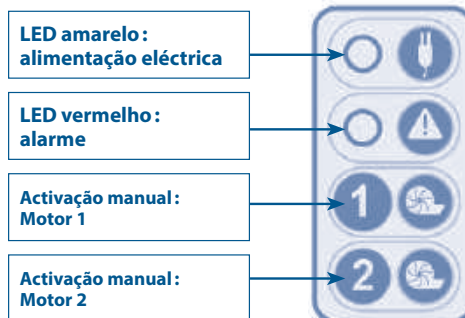 LED amarelo :
alimentação eléctrica
LED vermelho :
alarme
Activação manual :
Motor 1
1
Activação manual :
Motor 2
2